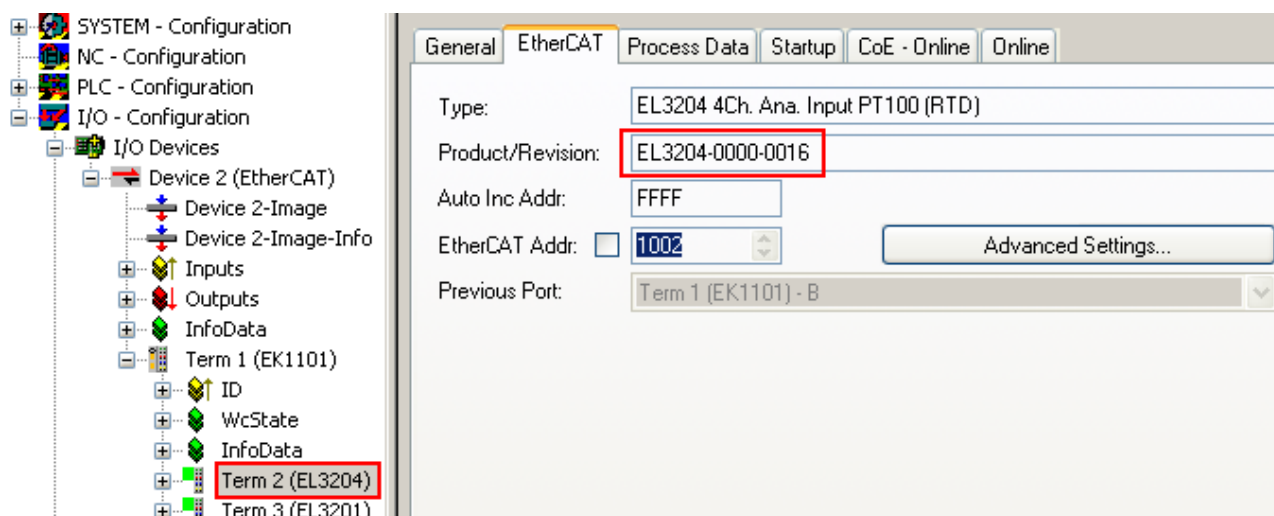 SYSTEM - Configuration
NC - Configuration
PLC - Configuration
I/O - Configuration
I/O Devices
Device 2 (EtherCAT)
Device 2-Image
Device 2-Image-Info
Inputs
Outputs
InfoData
Term 1 (EK1101)
ID
WcState
InfoData
Term 2 (EL3204)
Term 3 (EL3201)
General EtherCAT Process Data Startup CoE - Online Online
Type: EL3204 4Ch. Ana. Input PT100 (RTD)
Product/Revision: EL3204-0000-0016
Auto Inc Addr: FFFF
EtherCAT Addr: 1002 Advanced Settings...
Previous Port: Term 1 (EK1101) - B